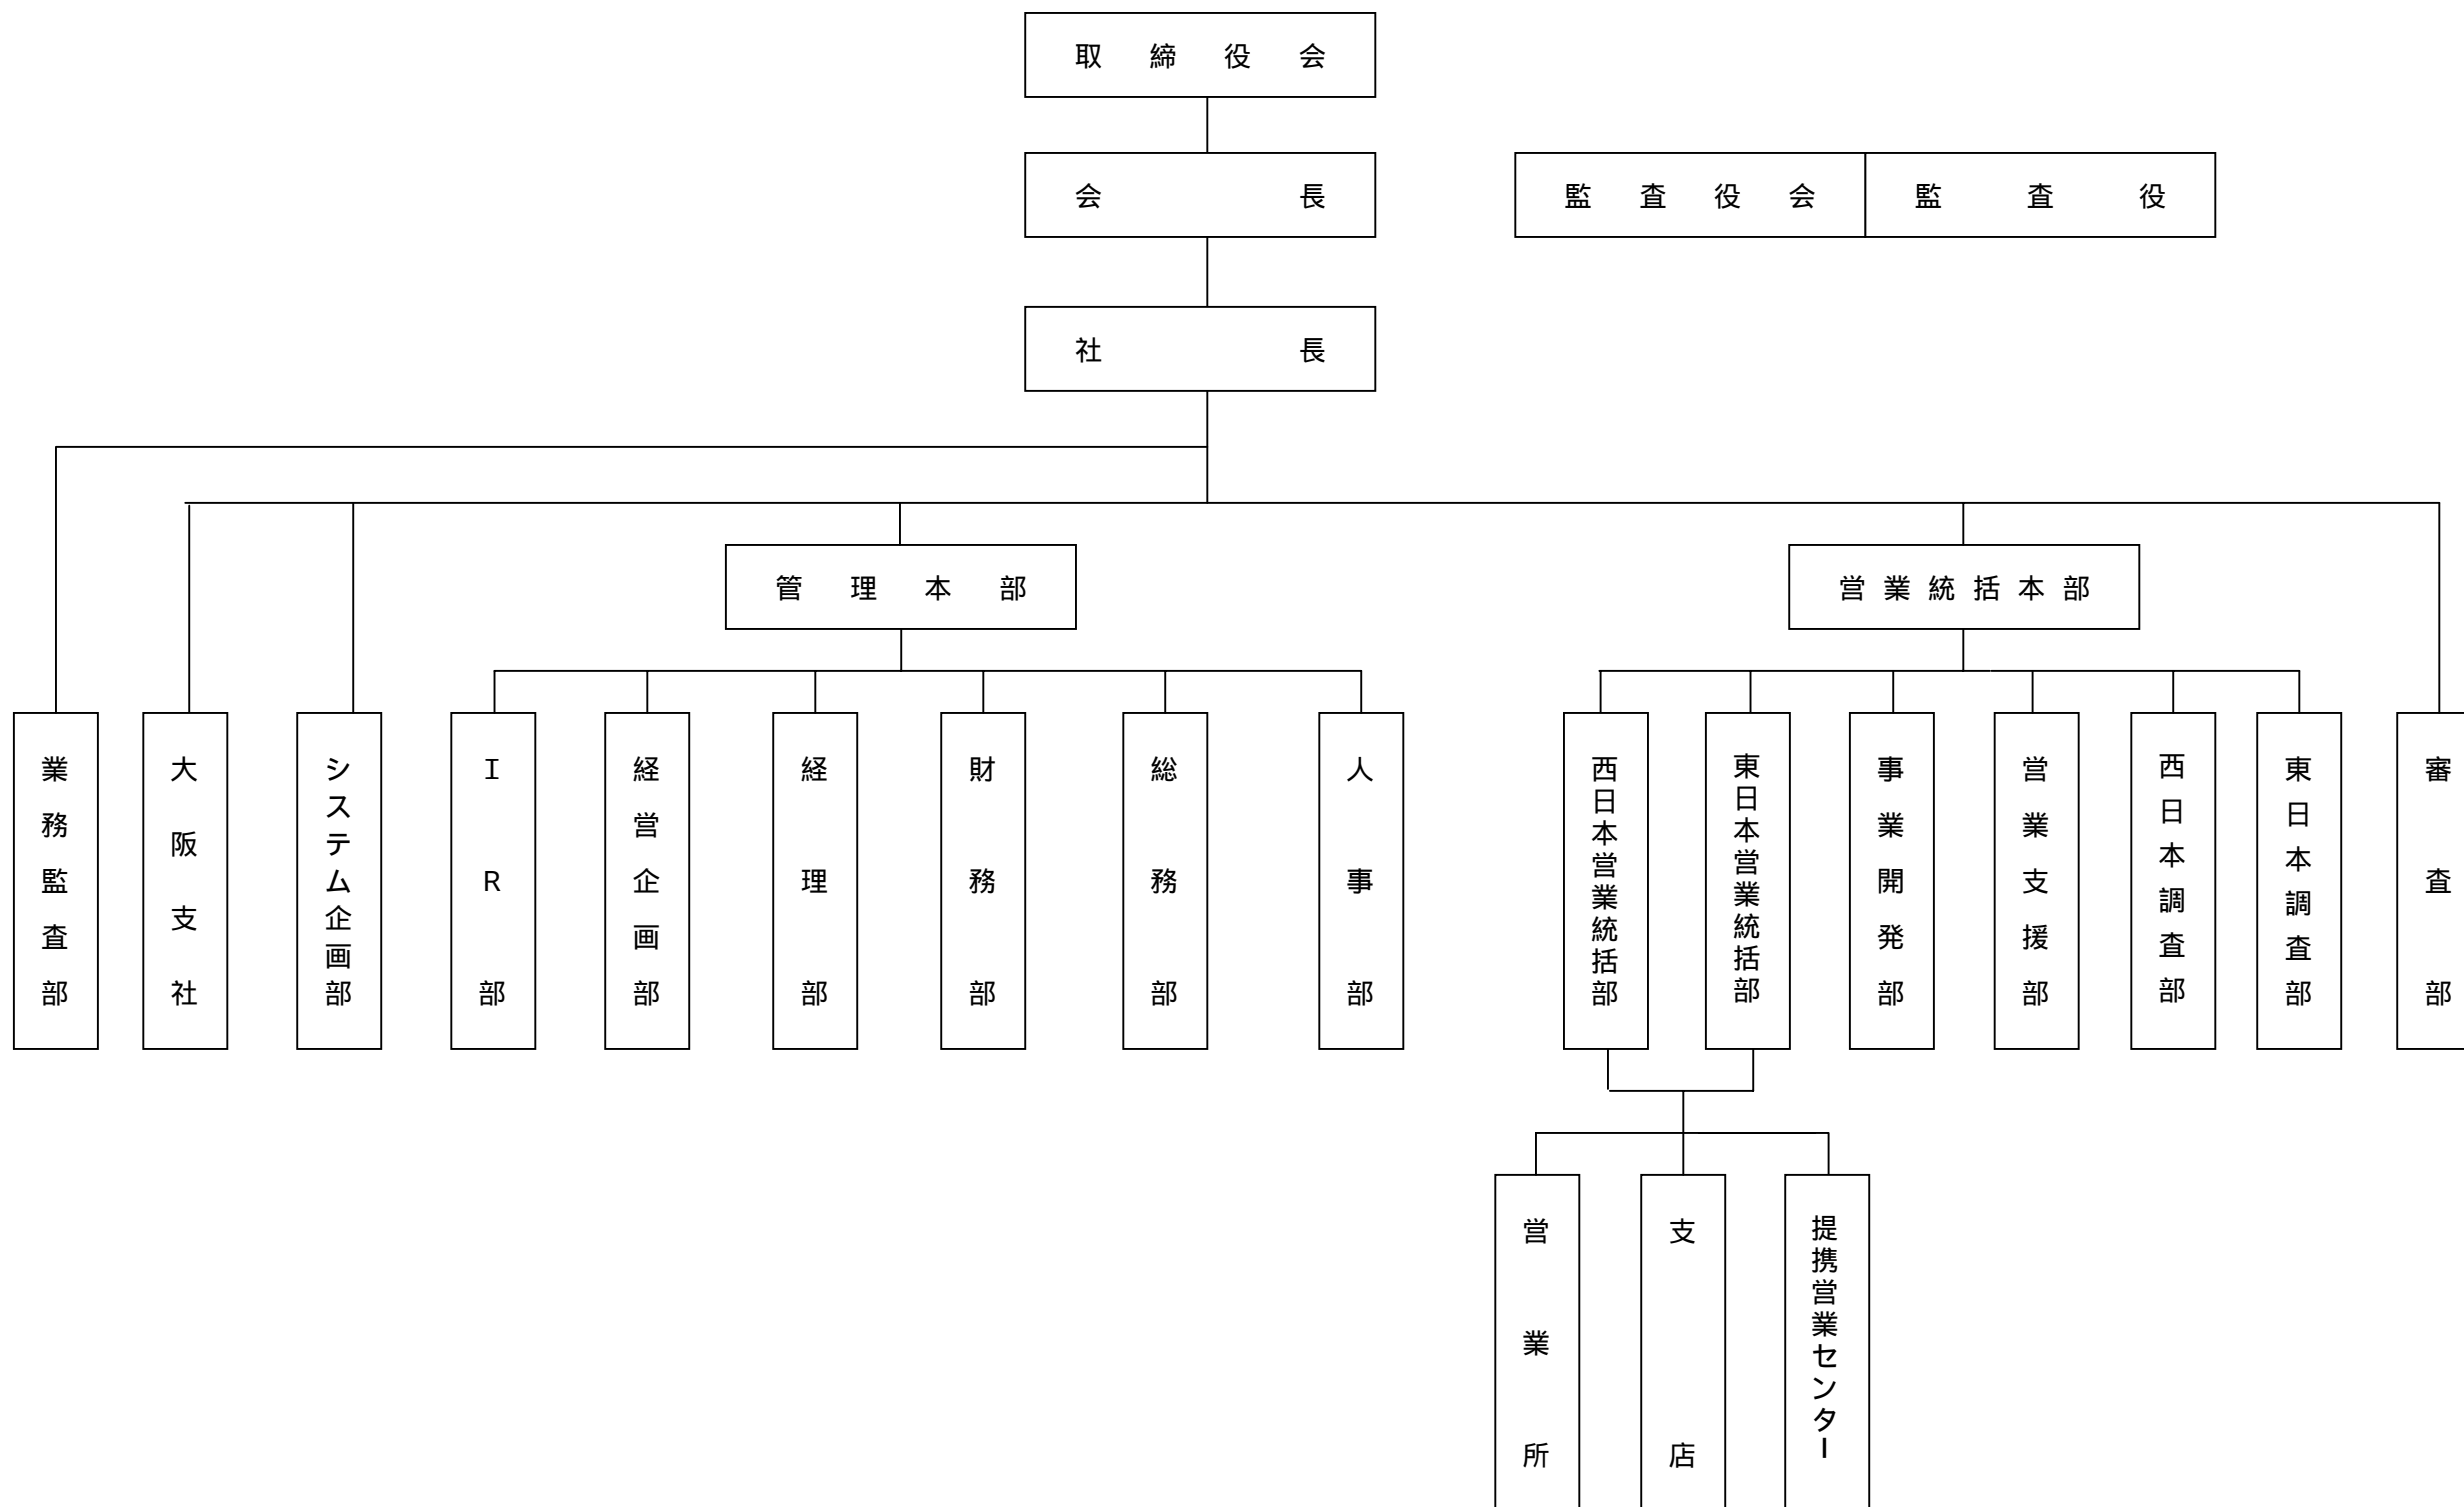 取締役会
会長
監査役会
監査役
社長
管理本部
営業統括本部
業務監査部
大阪支社
システム企画部
ＩＲ部
経営企画部
経理部
財務部
総務部
人事部
西日本営業統括部
東日本営業統括部
事業開発部
営業支援部
西日本調査部
東日本調査部
審査部
営業所
支店
提携営業センター